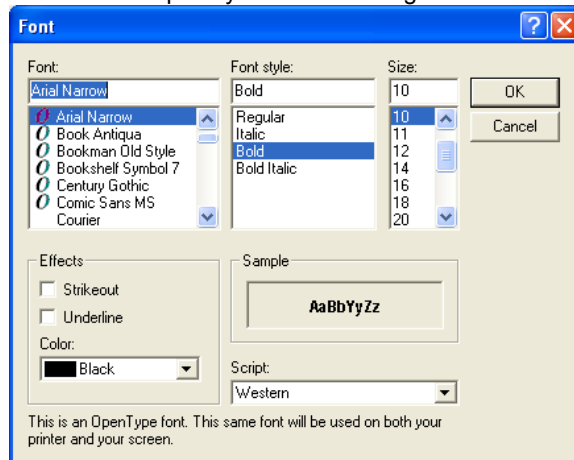 Font
Font: Font style: Size:
Arial Narrow Bold 10 OK
Arial Narrow Regular 10 Cancel
Book Antiqua Italic 11
Bookman Old Style Bold 12
Bookshelf Symbol 7 Bold Italic 14
Century Gothic 16
Comic Sans MS 18
Courier 20
Effects Sample
Strikeout
Underline
AaBbYyZz
Color:
Black
Script:
Western
This is an OpenType font. This same font will be used on both your
printer and your screen.